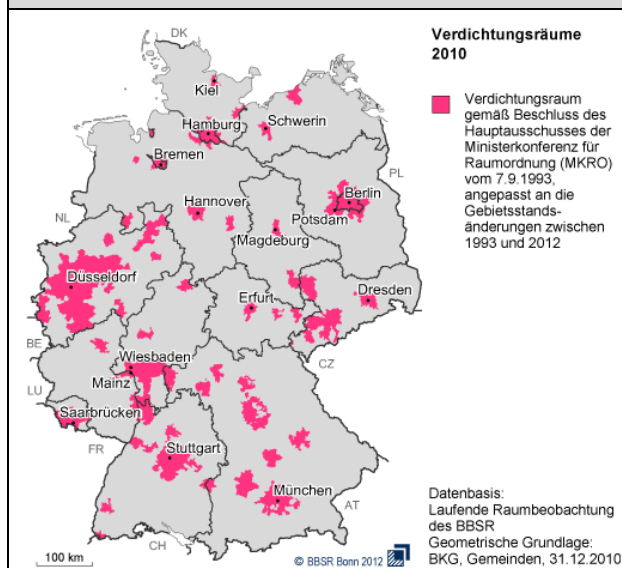 Verdichtungsräume
2010
Verdichtungsraum
gemäß Beschluss des
Hauptausschusses der
Ministerkonferenz für
Raumordnung (MKRO)
vom 7.9.1993,
angepasst an die
Gebietsstands-
änderungen zwischen
1993 und 2012
DK
Kiel
Hamburg
Schwerin
Bremen
PL
Hannover
Berlin
NL
Potsdam
Magdeburg
Düsseldorf
Erfurt
Dresden
BE
Wiesbaden
CZ
LU
Mainz
Saarbrücken
FR
Stuttgart
München
AT
CH
100 km
© BBSR Bonn 2012
Datenbasis:
Laufende Raumbeobachtung
des BBSR
Geometrische Grundlage:
BKG, Gemeinden, 31.12.2010